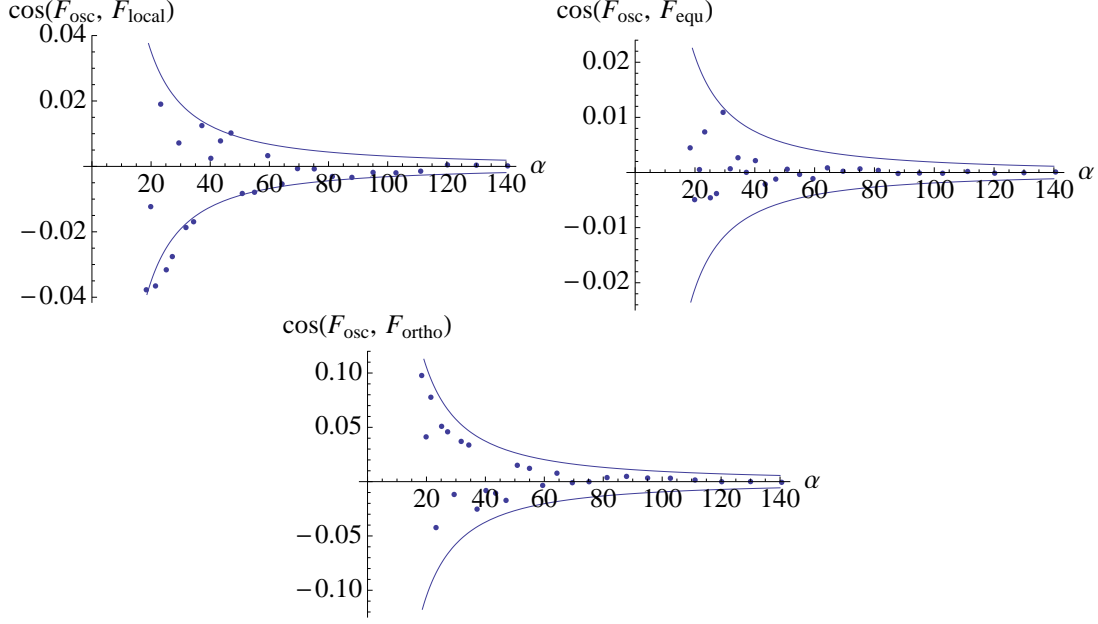 cos(F_osc, F_local)
0.04
0.02
−0.02
−0.04
20 40 60 80 100 120 140 α
cos(F_osc, F_equ)
0.02
0.01
−0.01
−0.02
20 40 60 80 100 120 140 α
cos(F_osc, F_ortho)
0.10
0.05
−0.05
−0.10
20 40 60 80 100 120 140 α